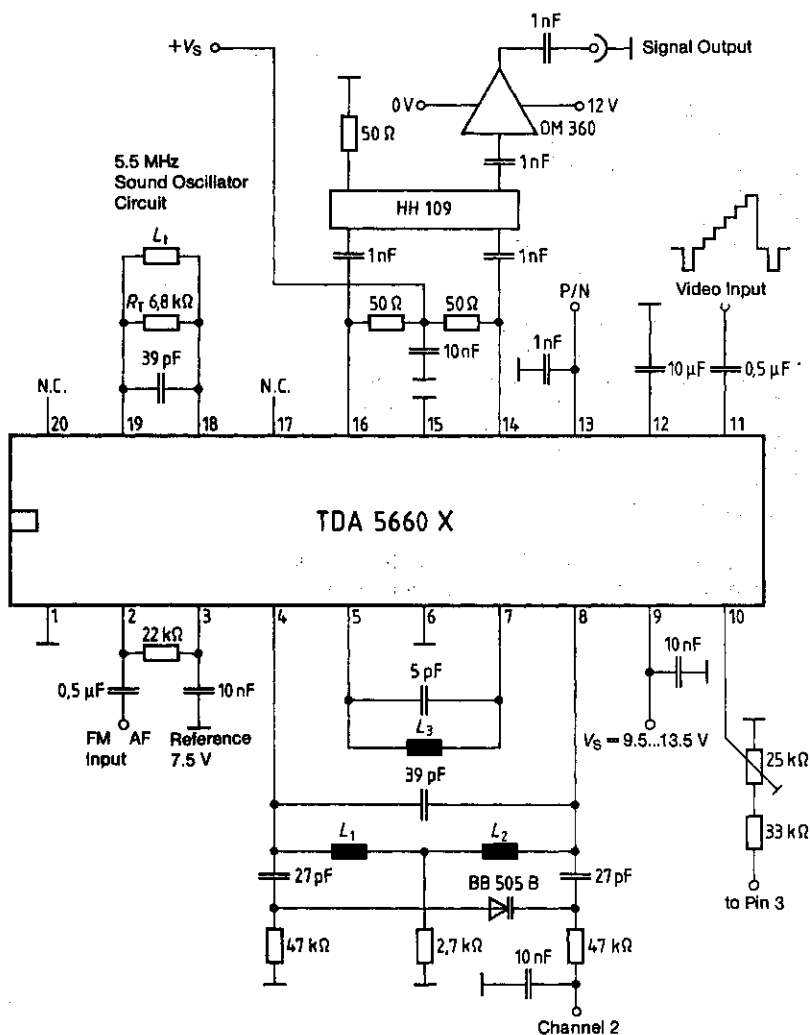 1 nF
Signal Output
+VS
0 V
12 V
OM 360
50 Ω
1 nF
5.5 MHz
Sound Oscillator
Circuit
HH 109
Lt
1 nF
1 nF
P/N
Video Input
RT 6,8 kΩ
50 Ω
50 Ω
39 pF
10 nF
1 nF
10 µF
0,5 µF
N.C.
N.C.
20 19 18 17 16 15 14 13 12 11
TDA 5660 X
1 2 3 4 5 6 7 8 9 10
22 kΩ
10 nF
0,5 µF
10 nF
5 pF
FM AF
Input
Reference
7.5 V
L3
VS = 9.5...13.5 V
25 kΩ
39 pF
33 kΩ
L1
L2
27 pF
BB 505 B
27 pF
to Pin 3
47 kΩ
2,7 kΩ
47 kΩ
10 nF
Channel 2